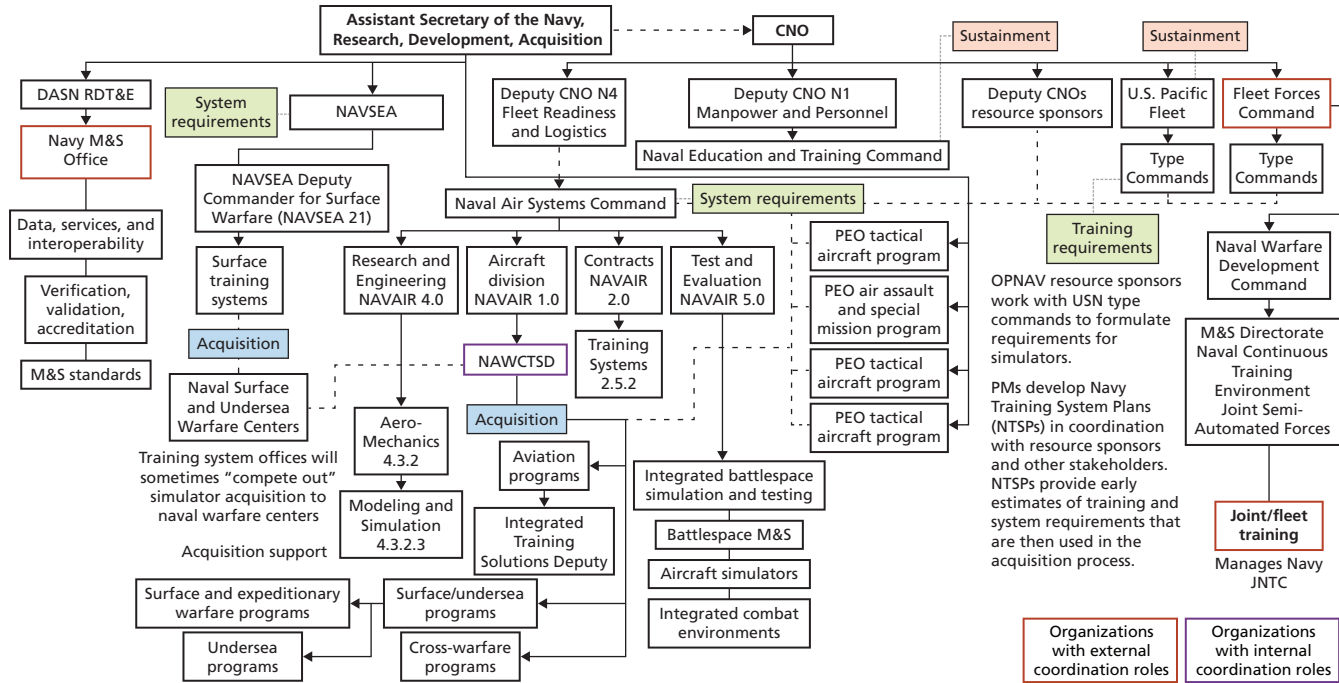 Assistant Secretary of the Navy,
Research, Development, Acquisition
CNO
Sustainment
Sustainment
DASN RDT&E
System
requirements
NAVSEA
Deputy CNO N4
Fleet Readiness
and Logistics
Deputy CNO N1
Manpower and Personnel
Deputy CNOs
resource sponsors
U.S. Pacific
Fleet
Fleet Forces
Command
Navy M&S
Office
Naval Education and Training Command
Type
Commands
Type
Commands
NAVSEA Deputy
Commander for
Surface Warfare
(NAVSEA 21)
Naval Air Systems Command
System requirements
Data, services, and
interoperability
Training
requirements
Surface
training
systems
Research and
Engineering
NAVAIR 4.0
Aircraft
division
NAVAIR 1.0
Contracts
NAVAIR
2.0
Test and
Evaluation
NAVAIR 5.0
PEO tactical
aircraft program
Naval Warfare
Development
Command
Verification,
validation,
accreditation
PEO air assault
and special
mission program
OPNAV resource sponsors
work with USN type
commands to formulate
requirements for
simulators.
Acquisition
NAWCTSD
Training
Systems
2.5.2
M&S Directorate
Naval Continuous
Training
Environment
Joint Semi-
Automated Forces
M&S standards
PEO tactical
aircraft program
Naval Surface
and Undersea
Warfare Centers
Acquisition
PEO tactical
aircraft program
PMs develop Navy
Training System Plans
(NTSPs) in coordination
with resource sponsors
and other stakeholders.
NTSPs provide early
estimates of training and
system requirements that
are then used in the
acquisition process.
Aero-
Mechanics
4.3.2
Training system offices will
sometimes “compete out”
simulator acquisition to
naval warfare centers
Aviation
programs
Integrated battlespace
simulation and testing
Modeling and
Simulation
4.3.2.3
Integrated
Training
Solutions Deputy
Battlespace M&S
Joint/fleet
training
Acquisition support
Aircraft simulators
Manages Navy
JNTC
Surface and expeditionary
warfare programs
Surface/undersea
programs
Integrated combat
environments
Undersea
programs
Cross-warfare
programs
Organizations
with external
coordination roles
Organizations
with internal
coordination roles